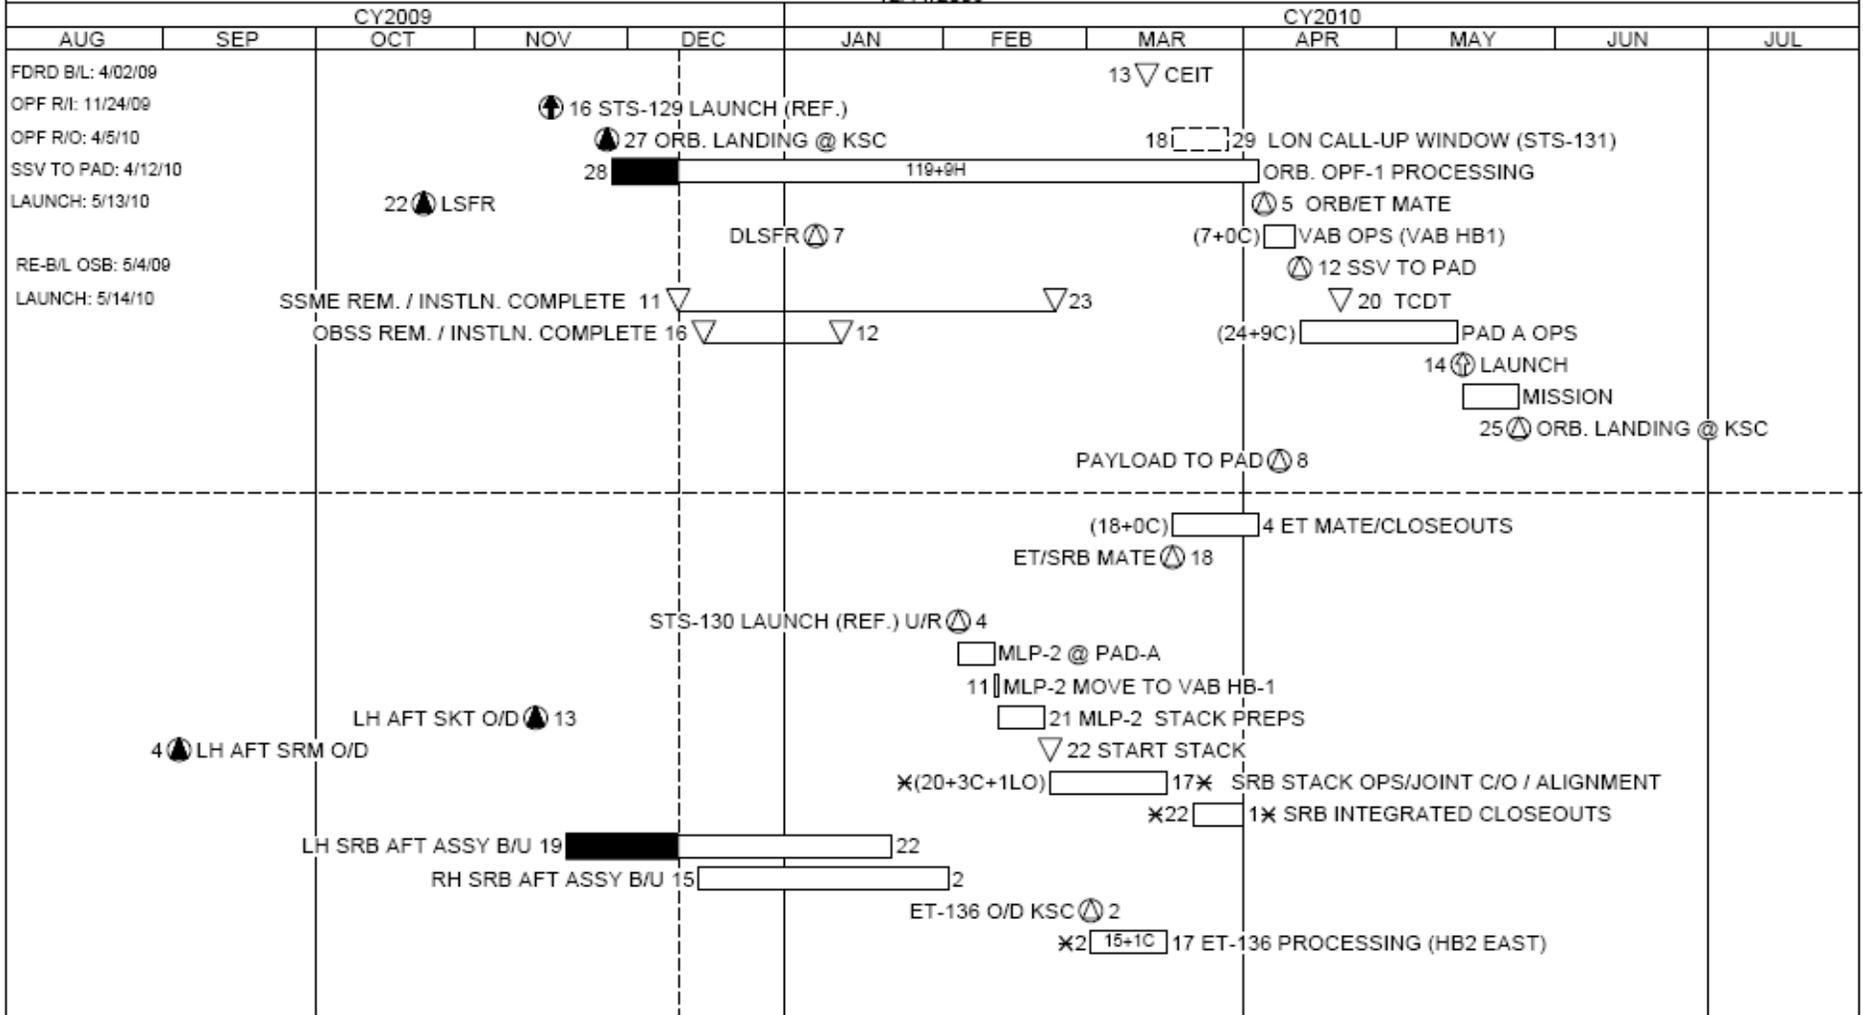 CY2009 CY2010
AUG SEP OCT NOV DEC JAN FEB MAR APR MAY JUN JUL
FDRD B/L: 4/02/09 13 CEIT
OPF R/I: 11/24/09 16 STS-129 LAUNCH (REF.)
OPF R/O: 4/5/10 27 ORB. LANDING @ KSC 18 29 LON CALL-UP WINDOW (STS-131)
SSV TO PAD: 4/12/10 28 119+9H ORB. OPF-1 PROCESSING
LAUNCH: 5/13/10 22 LSFR 5 ORB/ET MATE
DLSFR 7 (7+0C) VAB OPS (VAB HB1)
RE-B/L OSB: 5/4/09 12 SSV TO PAD
LAUNCH: 5/14/10 SSME REM. / INSTLN. COMPLETE 11 23 20 TCDT
OBSS REM. / INSTLN. COMPLETE 16 12 (24+9C) PAD A OPS
14 LAUNCH
MISSION
25 ORB. LANDING @ KSC
PAYLOAD TO PAD 8
(18+0C) 4 ET MATE/CLOSEOUTS
ET/SRB MATE 18
STS-130 LAUNCH (REF.) U/R 4
MLP-2 @ PAD-A
11 MLP-2 MOVE TO VAB HB-1
LH AFT SKT O/D 13 21 MLP-2 STACK PREPS
4 LH AFT SRM O/D 22 START STACK
(20+3C+1LO) 17 SRB STACK OPS/JOINT C/O / ALIGNMENT
22 1 SRB INTEGRATED CLOSEOUTS
LH SRB AFT ASSY B/U 19 22
RH SRB AFT ASSY B/U 15 2
ET-136 O/D KSC 2
2 15+1C 17 ET-136 PROCESSING (HB2 EAST)